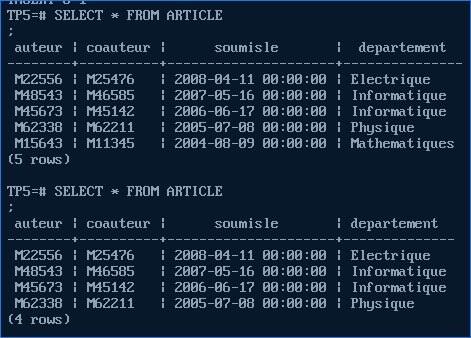 TP5=# SELECT * FROM ARTICLE
;
auteur | coauteur | soumisle | departement
--------+----------+---------------------+--------------
M22556 | M25476 | 2008-04-11 00:00:00 | Electrique
M48543 | M46585 | 2007-05-16 00:00:00 | Informatique
M45673 | M45142 | 2006-06-17 00:00:00 | Informatique
M62338 | M62211 | 2005-07-08 00:00:00 | Physique
M15643 | M11345 | 2004-08-09 00:00:00 | Mathematiques
(5 rows)
TP5=# SELECT * FROM ARTICLE
;
auteur | coauteur | soumisle | departement
--------+----------+---------------------+--------------
M22556 | M25476 | 2008-04-11 00:00:00 | Electrique
M48543 | M46585 | 2007-05-16 00:00:00 | Informatique
M45673 | M45142 | 2006-06-17 00:00:00 | Informatique
M62338 | M62211 | 2005-07-08 00:00:00 | Physique
(4 rows)